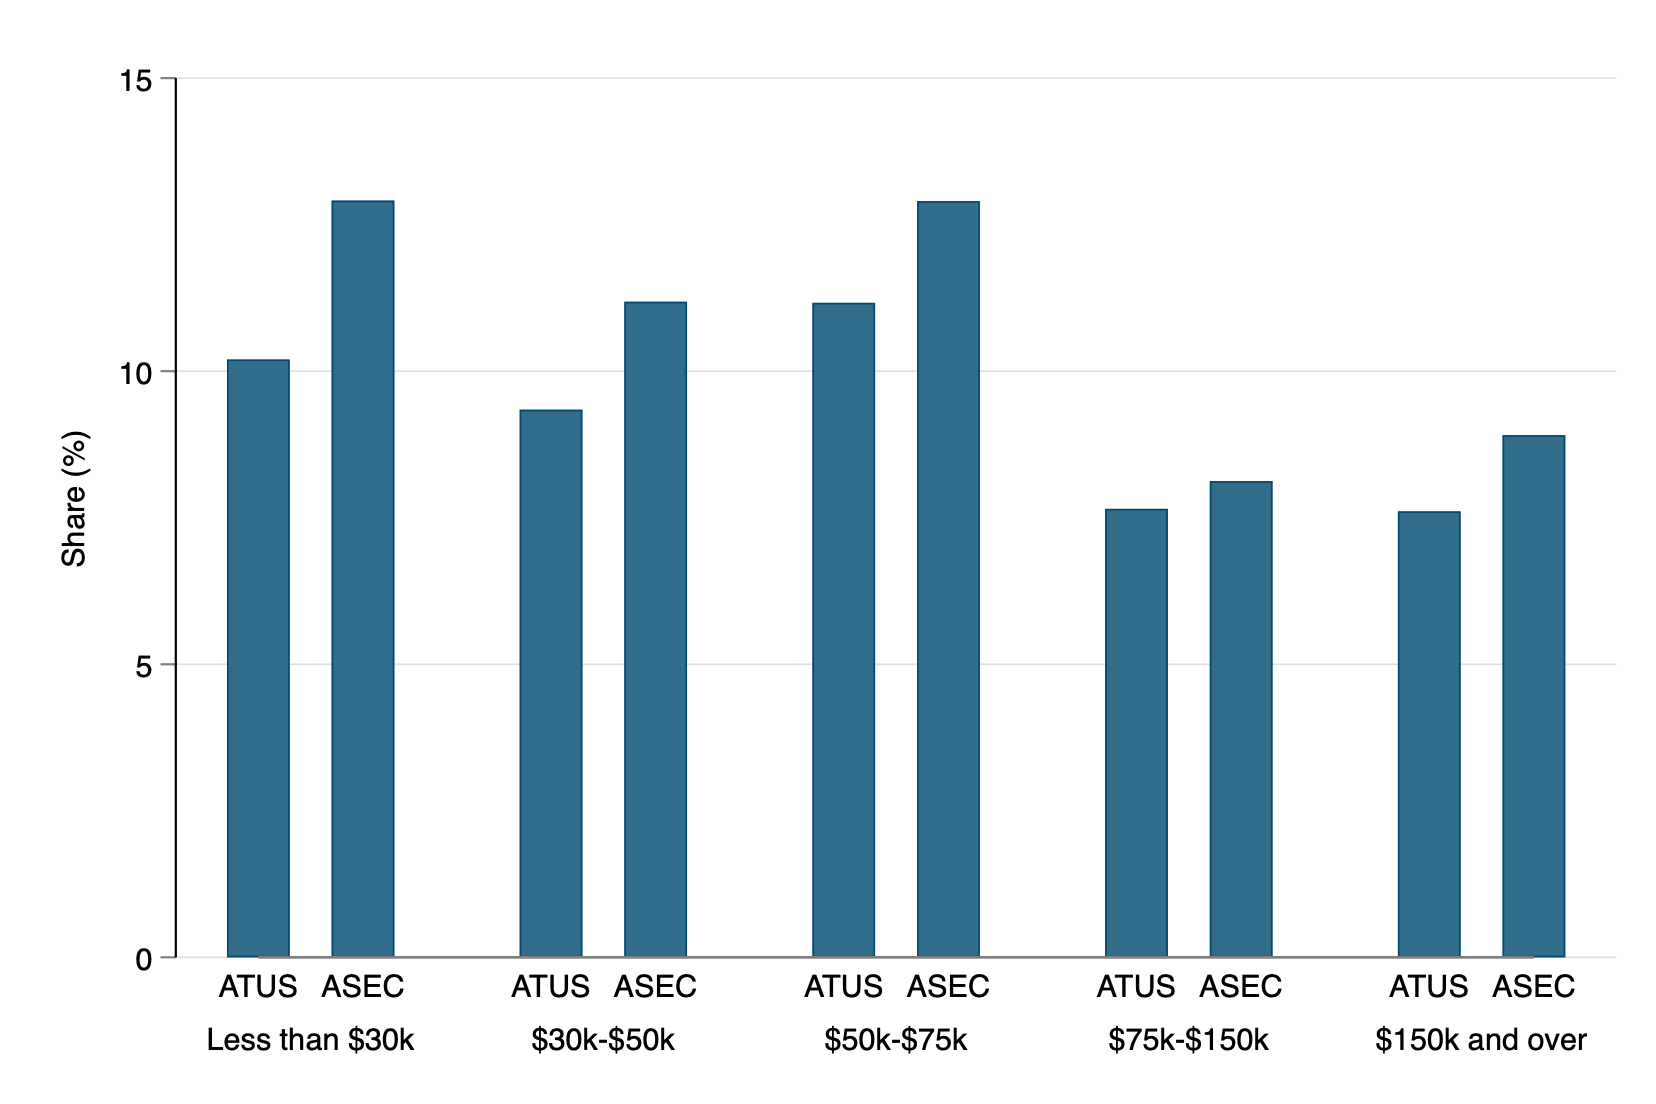 15
10
5
0
Share (%)
ATUS ASEC ATUS ASEC ATUS ASEC ATUS ASEC ATUS ASEC
Less than $30k $30k-$50k $50k-$75k $75k-$150k $150k and over